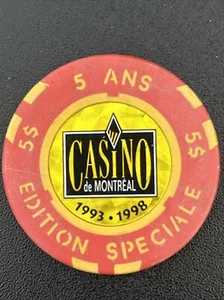 5 ANS
5$
5$
CASINO
de MONTRÉAL
1993 • 1998
EDITION SPECIALE